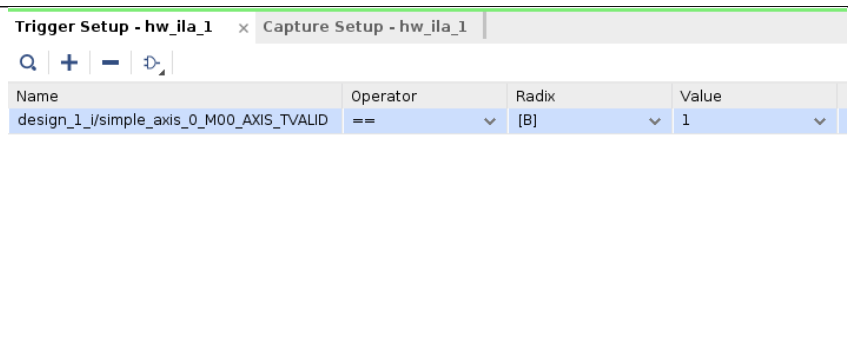 Trigger Setup - hw_ila_1 × Capture Setup - hw_ila_1
Name Operator Radix Value
design_1_i/simple_axis_0_M00_AXIS_TVALID == [B] 1